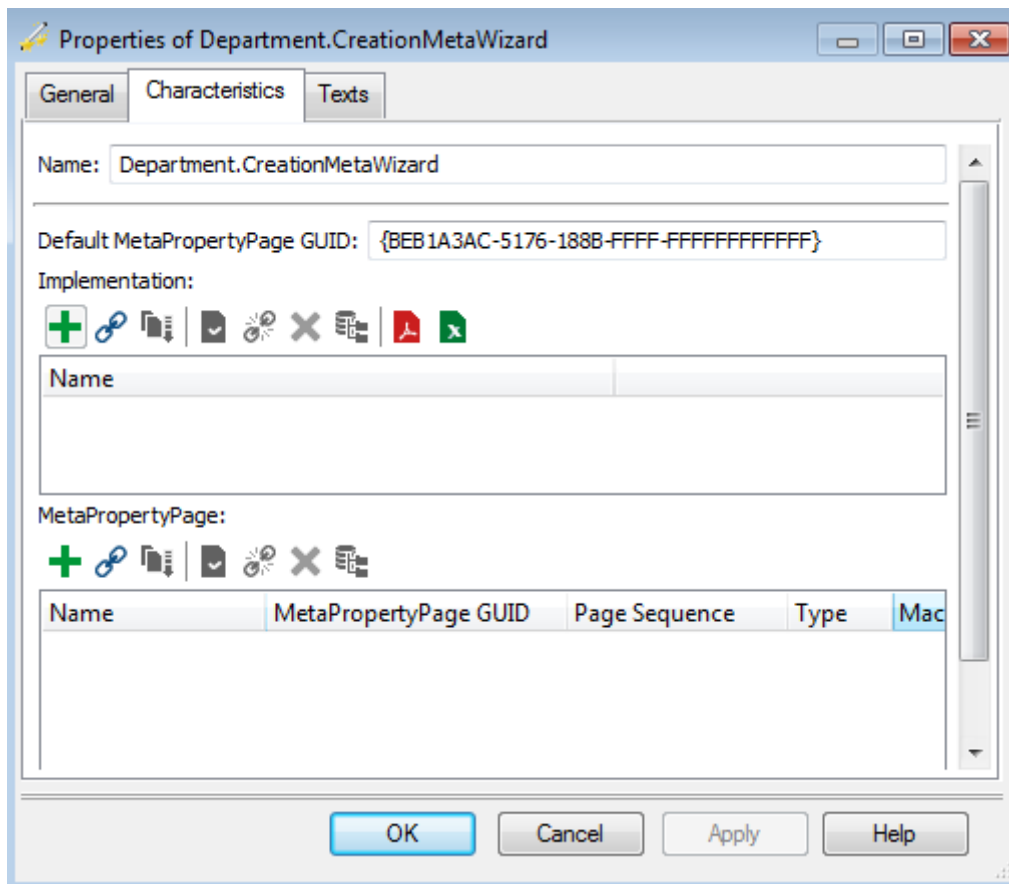 Properties of Department.CreationMetaWizard
General Characteristics Texts
Name: Department.CreationMetaWizard
Default MetaPropertyPage GUID: {BEB1A3AC-5176-188B-FFFF-FFFFFFFFFFFF}
Implementation:
Name
MetaPropertyPage:
Name MetaPropertyPage GUID Page Sequence Type Mac
OK Cancel Apply Help